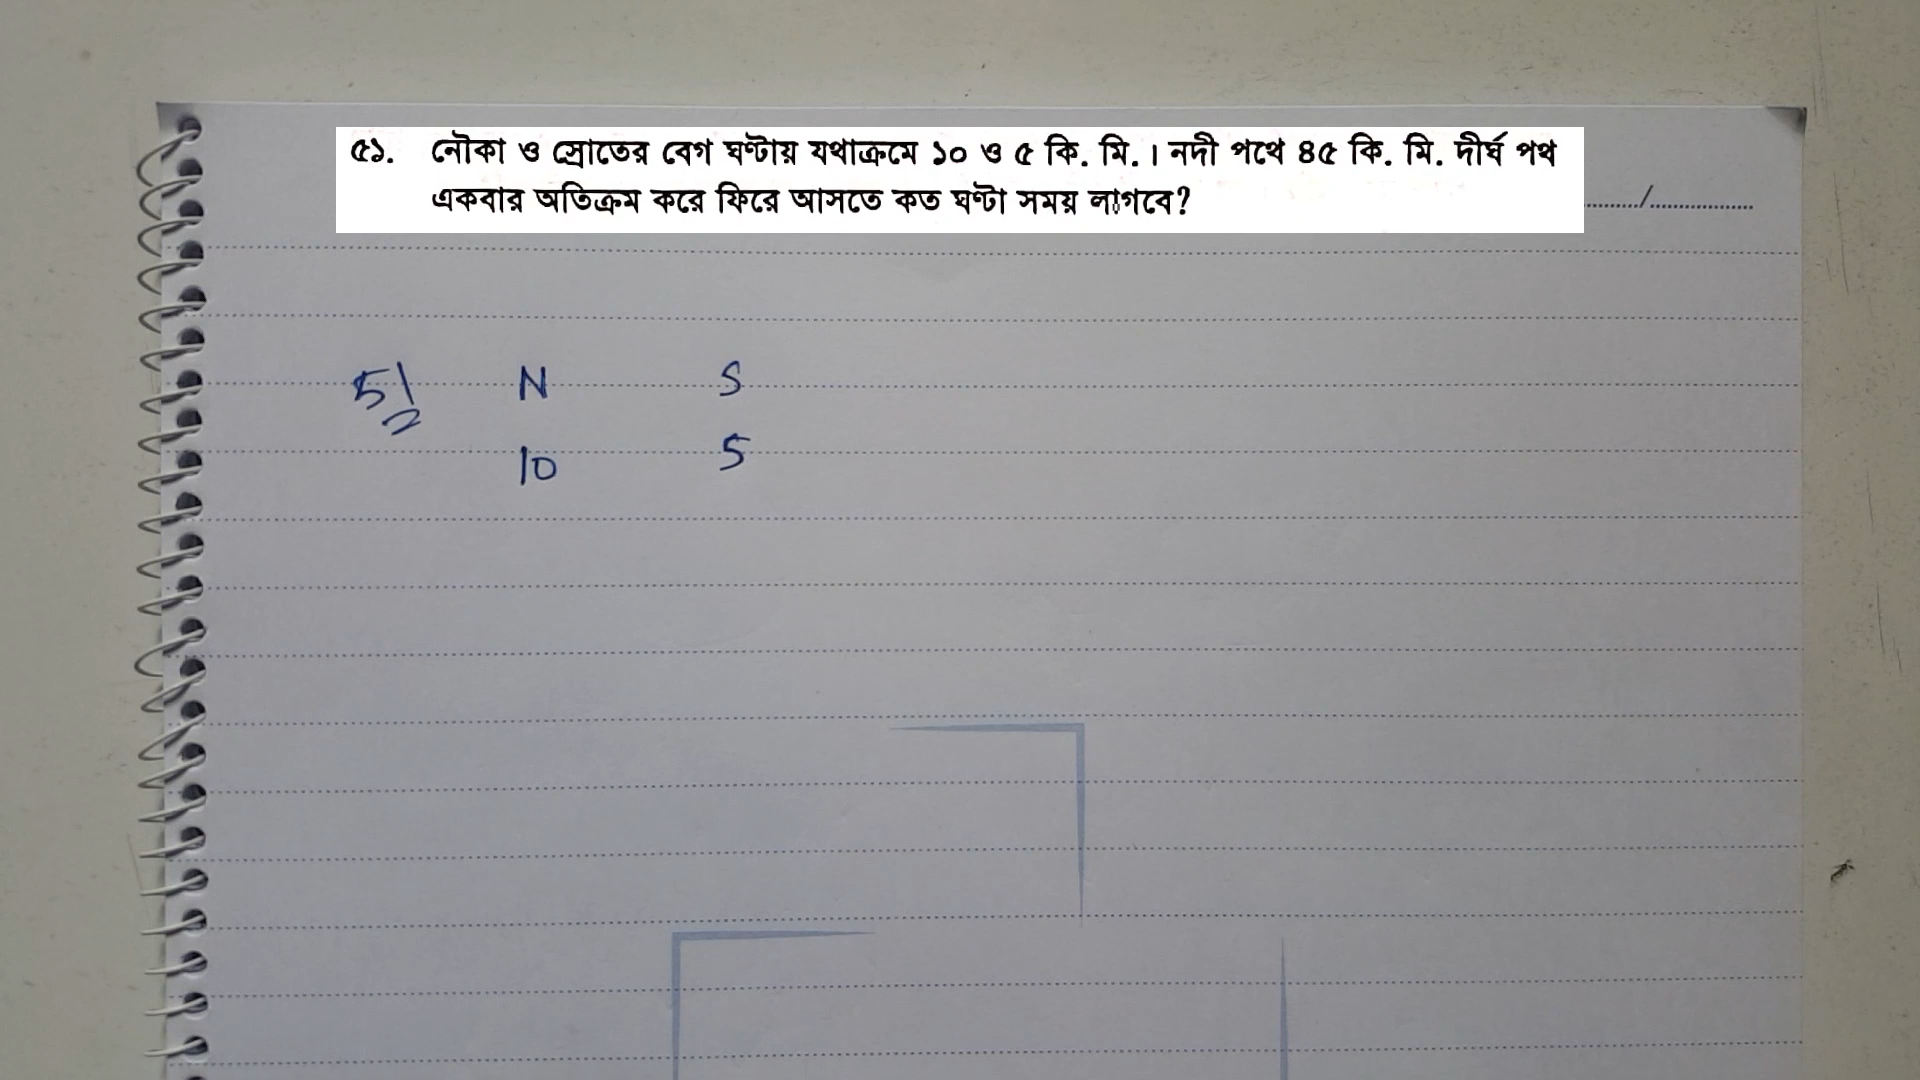 ৫১. নৌকা ও স্রোতের বেগ ঘণ্টায় যথাক্রমে ১০ ও ৫ কি. মি. । নদী পথে ৪৫ কি. মি. দীর্ঘ পথ
একবার অতিক্রম করে ফিরে আসতে কত ঘণ্টা সময় লাগবে?
51 N S
10 5